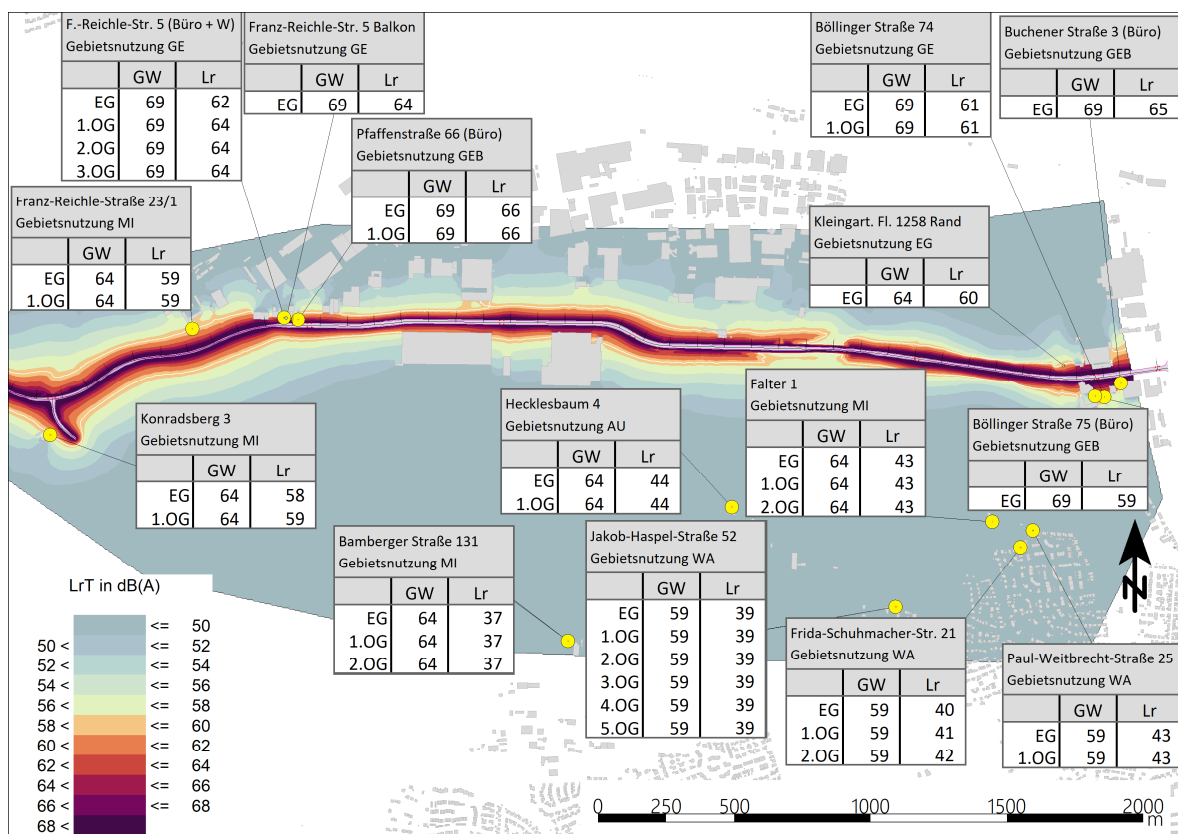 F.-Reichle-Str. 5 (Büro + W)
Gebietsnutzung GE
GW Lr
EG 69 62
1.OG 69 64
2.OG 69 64
3.OG 69 64
Franz-Reichle-Str. 5 Balkon
Gebietsnutzung GE
GW Lr
EG 69 64
Böllinger Straße 74
Gebietsnutzung GE
GW Lr
EG 69 61
1.OG 69 61
Buchener Straße 3 (Büro)
Gebietsnutzung GEB
GW Lr
EG 69 65
Pfaffenstraße 66 (Büro)
Gebietsnutzung GEB
GW Lr
EG 69 66
1.OG 69 66
Franz-Reichle-Straße 23/1
Gebietsnutzung MI
GW Lr
EG 64 59
1.OG 64 59
Kleingart. Fl. 1258 Rand
Gebietsnutzung EG
GW Lr
EG 64 60
Konradsberg 3
Gebietsnutzung MI
GW Lr
EG 64 58
1.OG 64 59
Hecklesbaum 4
Gebietsnutzung AU
GW Lr
EG 64 44
1.OG 64 44
Falter 1
Gebietsnutzung MI
GW Lr
EG 64 43
1.OG 64 43
2.OG 64 43
Böllinger Straße 75 (Büro)
Gebietsnutzung GEB
GW Lr
EG 69 59
Bamberger Straße 131
Gebietsnutzung MI
GW Lr
EG 64 37
1.OG 64 37
2.OG 64 37
Jakob-Haspel-Straße 52
Gebietsnutzung WA
GW Lr
EG 59 39
1.OG 59 39
2.OG 59 39
3.OG 59 39
4.OG 59 39
5.OG 59 39
Frida-Schuhmacher-Str. 21
Gebietsnutzung WA
GW Lr
EG 59 40
1.OG 59 41
2.OG 59 42
Paul-Weitbrecht-Straße 25
Gebietsnutzung WA
GW Lr
EG 59 43
1.OG 59 43
N
LrT in dB(A)
<= 50
50 < <= 52
52 < <= 54
54 < <= 56
56 < <= 58
58 < <= 60
60 < <= 62
62 < <= 64
64 < <= 66
66 < <= 68
68 <
0 250 500 1000 1500 2000
m